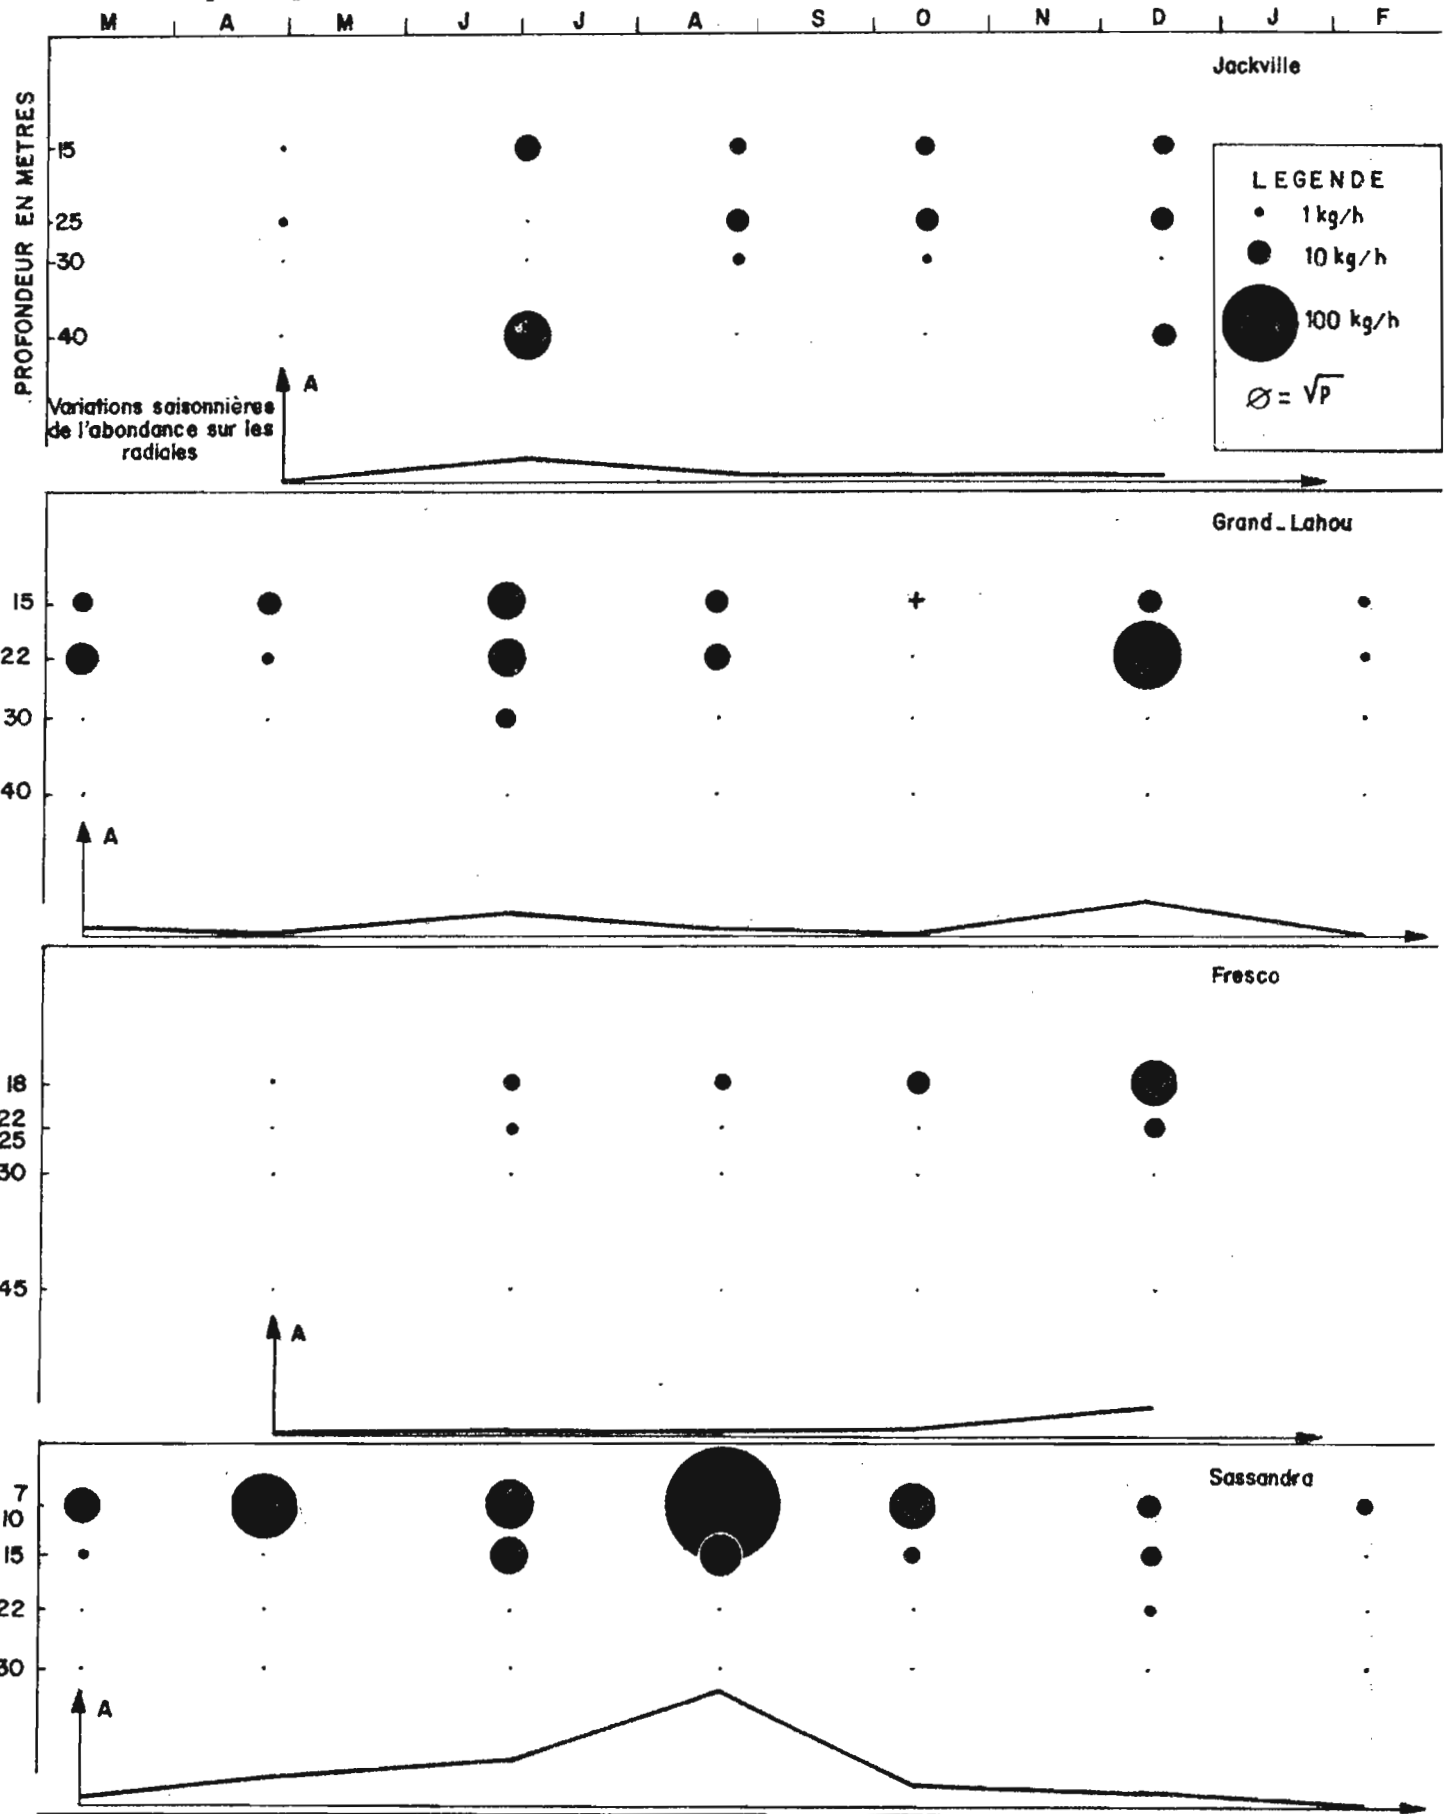 M A M J J A S O N D J F
Jackville
PROFONDEUR EN METRES
15
25
30
40
LEGENDE
1 kg/h
10 kg/h
100 kg/h
Ø = √P
A
Variations saisonnières
de l'abondance sur les
radiales
Grand_Lahou
15
+
22
30
40
A
Fresco
18
22
25
30
45
A
Sassandra
7
10
15
22
30
A